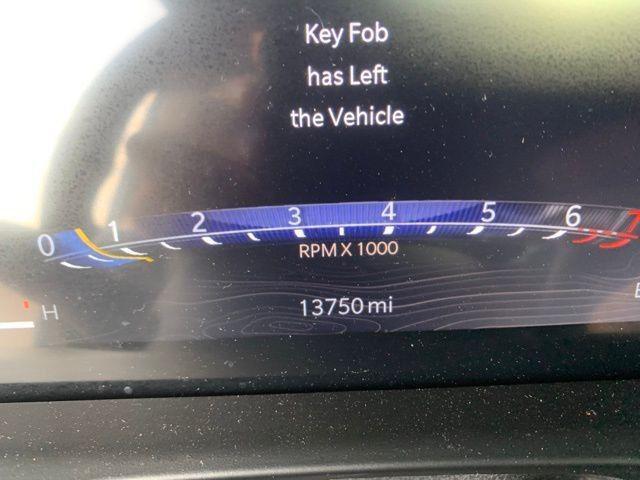 Key Fob
has Left
the Vehicle
0 1 2 3 4 5 6
RPM X 1000
H 13750 mi E